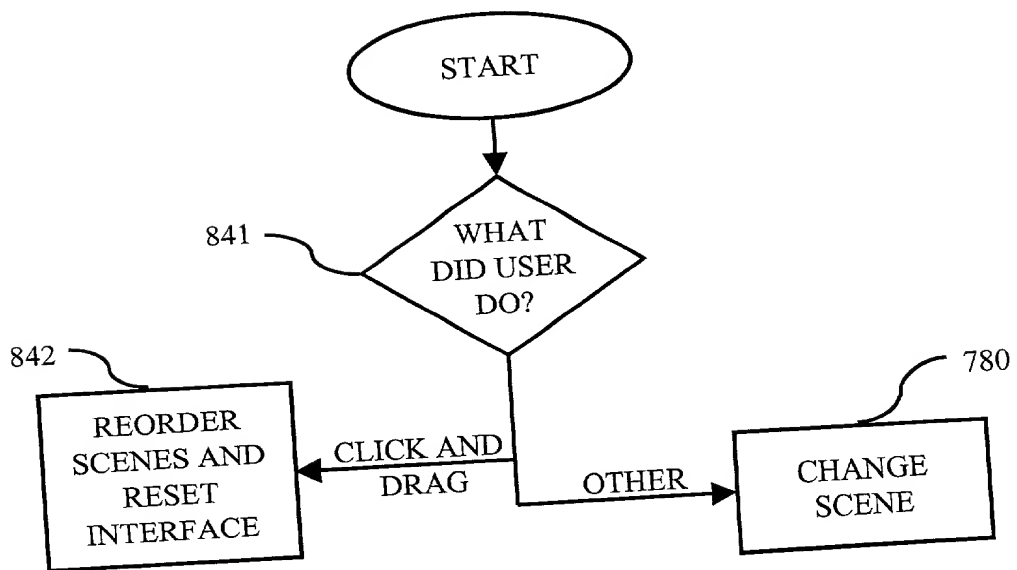 START
841
WHAT
DID USER
DO?
842
780
REORDER
SCENES AND
RESET
INTERFACE
CLICK AND
DRAG
OTHER
CHANGE
SCENE